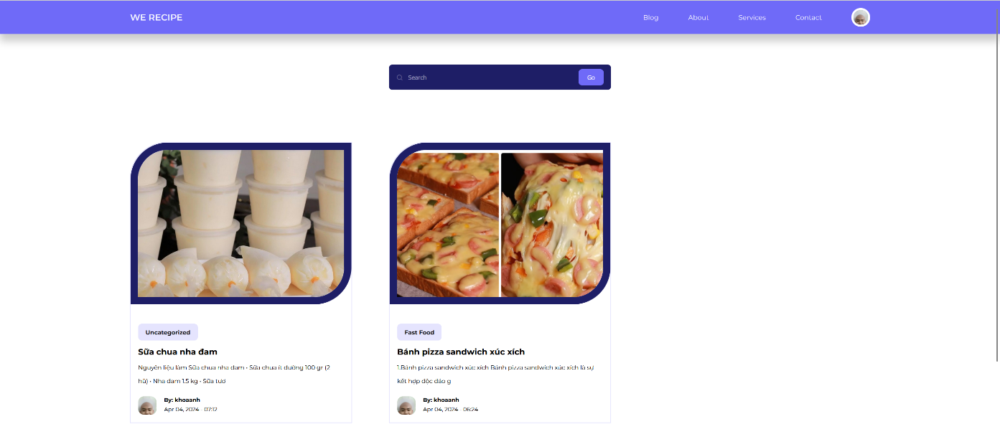 WE RECIPE
Blog
About
Services
Contact
Search
Go
Uncategorized
Sữa chua nha đam
Nguyên liệu làm Sữa chua nha đam • Sữa chua ít đường 100 gr (2
hũ) • Nha đam 1.5 kg • Sữa tươ
By: khoaanh
Apr 04, 2024 - 07:12
Fast Food
Bánh pizza sandwich xúc xích
1.Bánh pizza sandwich xúc xích Bánh pizza sandwich xúc xích là sự
kết hợp độc đáo g
By: khoaanh
Apr 04, 2024 - 06:24